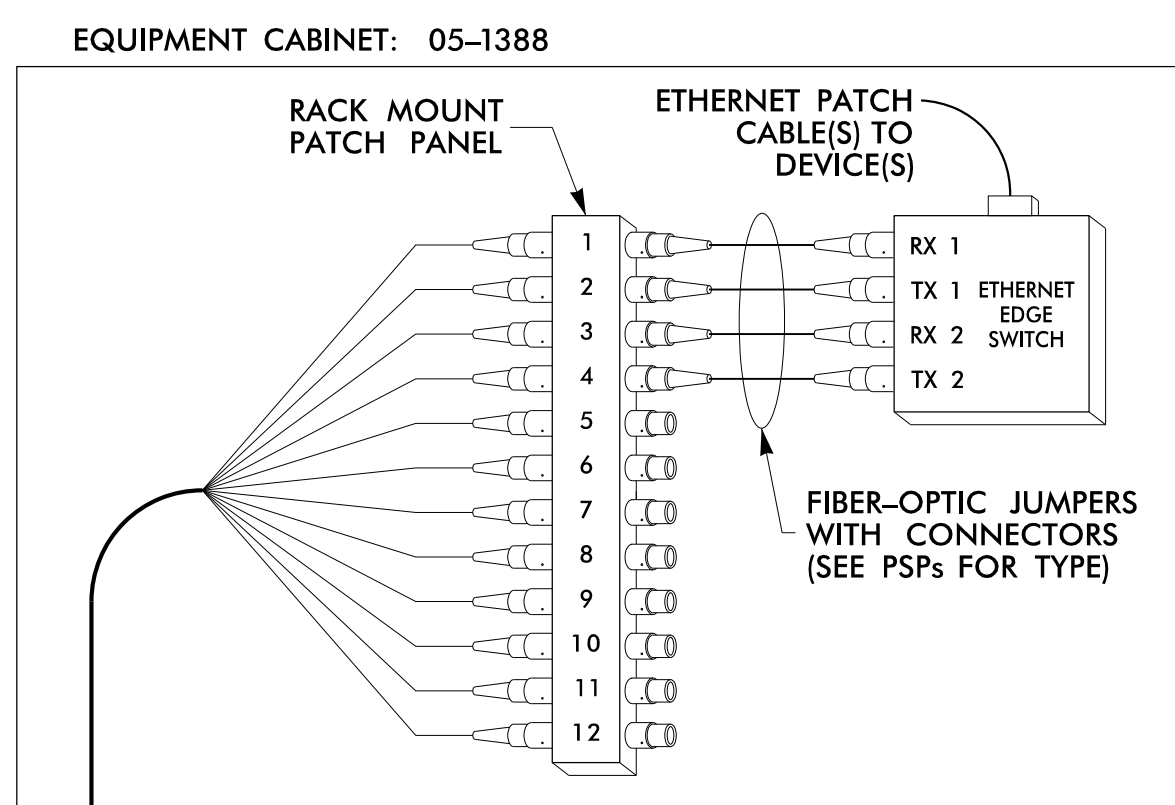 EQUIPMENT CABINET: 05–1388
RACK MOUNT
PATCH PANEL
ETHERNET PATCH
CABLE(S) TO
DEVICE(S)
1
2
3
4
5
6
7
8
9
10
11
12
RX 1
TX 1
RX 2
TX 2
ETHERNET
EDGE
SWITCH
FIBER–OPTIC JUMPERS
WITH CONNECTORS
(SEE PSPs FOR TYPE)